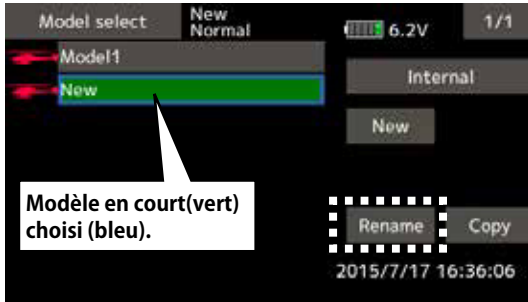 Model select
New
Normal
6.2V
1/1
Model1
New
Internal
New
Modèle en court(vert)
choisi (bleu).
Rename
Copy
2015/7/17 16:36:06